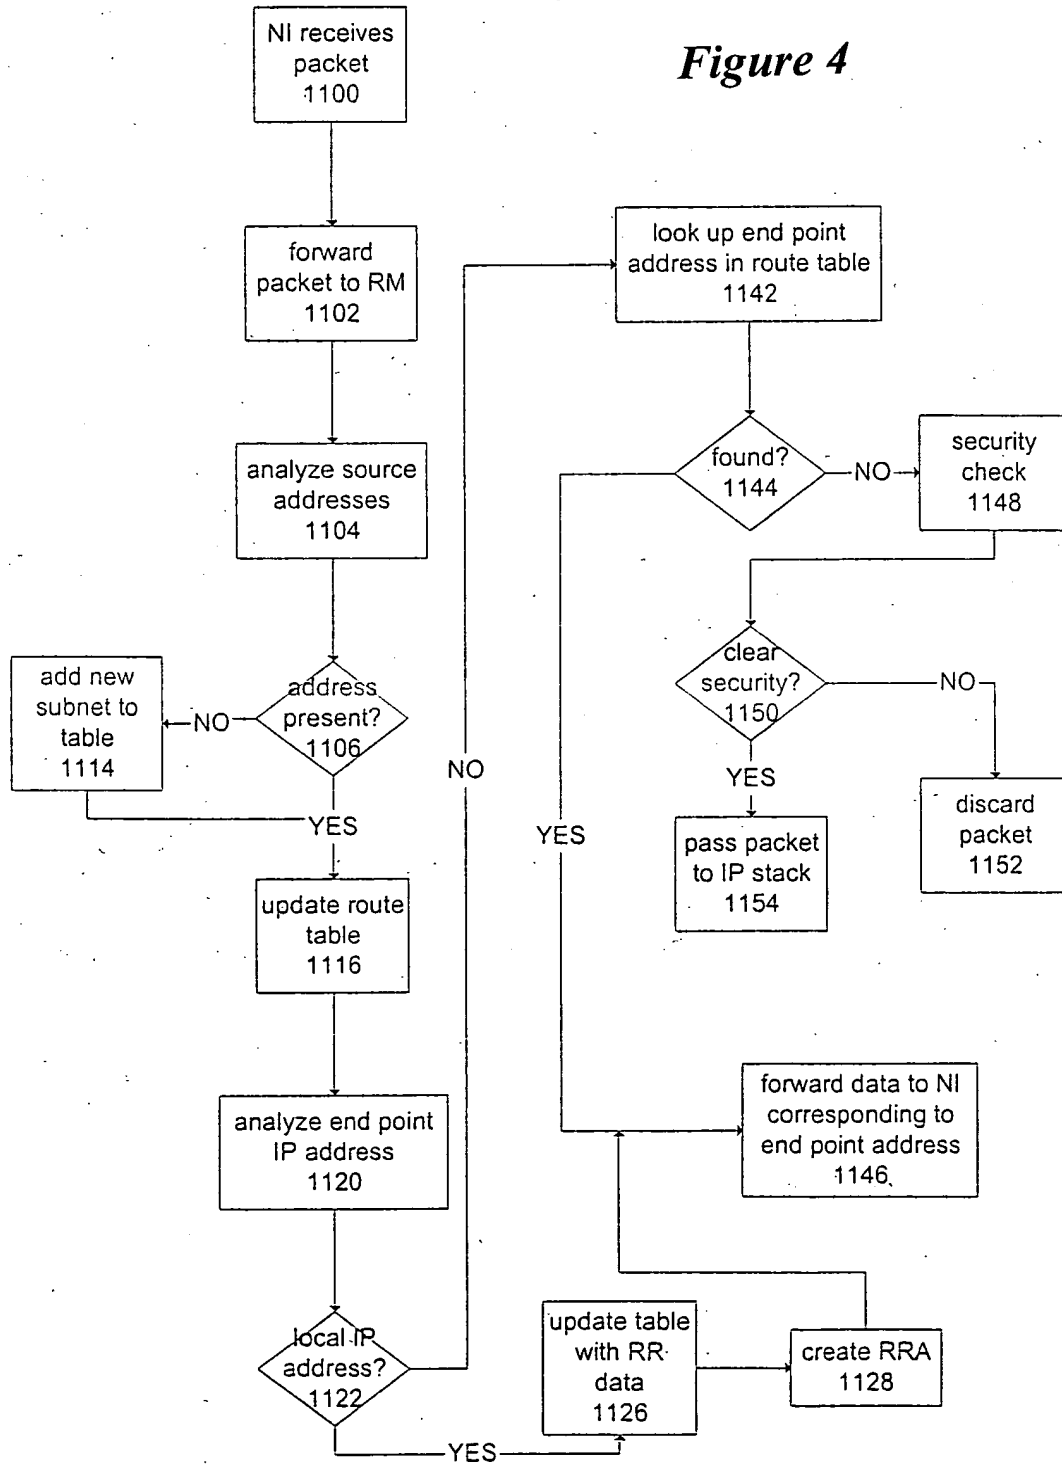 Figure 4
NI receives
packet
1100
forward
packet to RM
1102
analyze source
addresses
1104
address
present?
1106
NO
add new
subnet to
table
1114
YES
update route
table
1116
analyze end point
IP address
1120
local IP
address?
1122
NO
YES
look up end point
address in route table
1142
found?
1144
NO
security
check
1148
clear
security?
1150
NO
YES
discard
packet
1152
pass packet
to IP stack
1154
YES
forward data to NI
corresponding to
end point address
1146
update table
with RR
data
1126
create RRA
1128